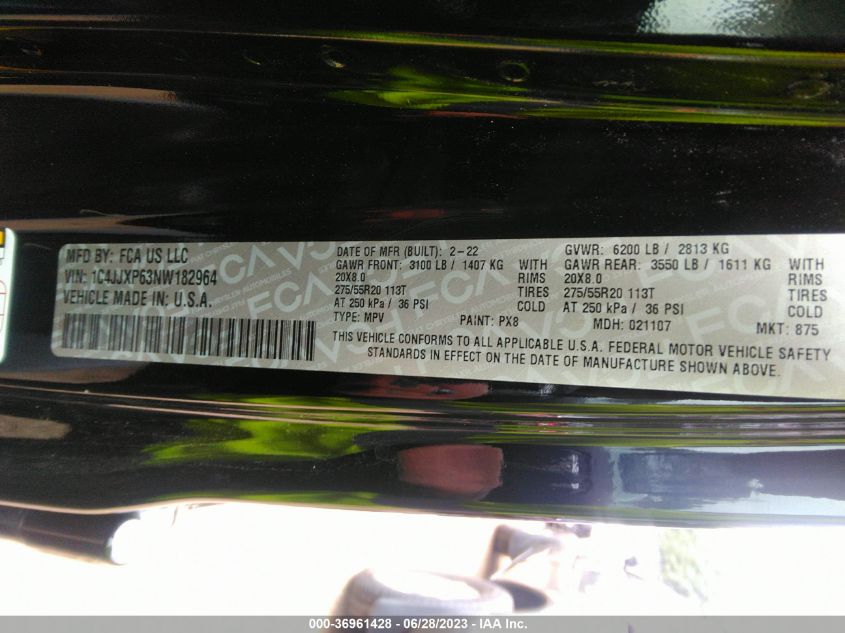 MFD BY: FCA US LLC
VIN: 1C4JJXP63NW182964
VEHICLE MADE IN: U.S.A.
DATE OF MFR (BUILT): 2-22 GVWR: 6200 LB / 2813 KG
GAWR FRONT: 3100 LB / 1407 KG WITH GAWR REAR: 3550 LB / 1611 KG WITH
20X8.0 RIMS 20X8.0 RIMS
275/55R20 113T TIRES 275/55R20 113T TIRES
AT 250 kPa / 36 PSI COLD AT 250 kPa / 36 PSI COLD
TYPE: MPV PAINT: PX8 MDH: 021107 MKT: 875
THIS VEHICLE CONFORMS TO ALL APPLICABLE U.S.A. FEDERAL MOTOR VEHICLE SAFETY
STANDARDS IN EFFECT ON THE DATE OF MANUFACTURE SHOWN ABOVE.
000-36961428 - 06/28/2023 - IAA Inc.